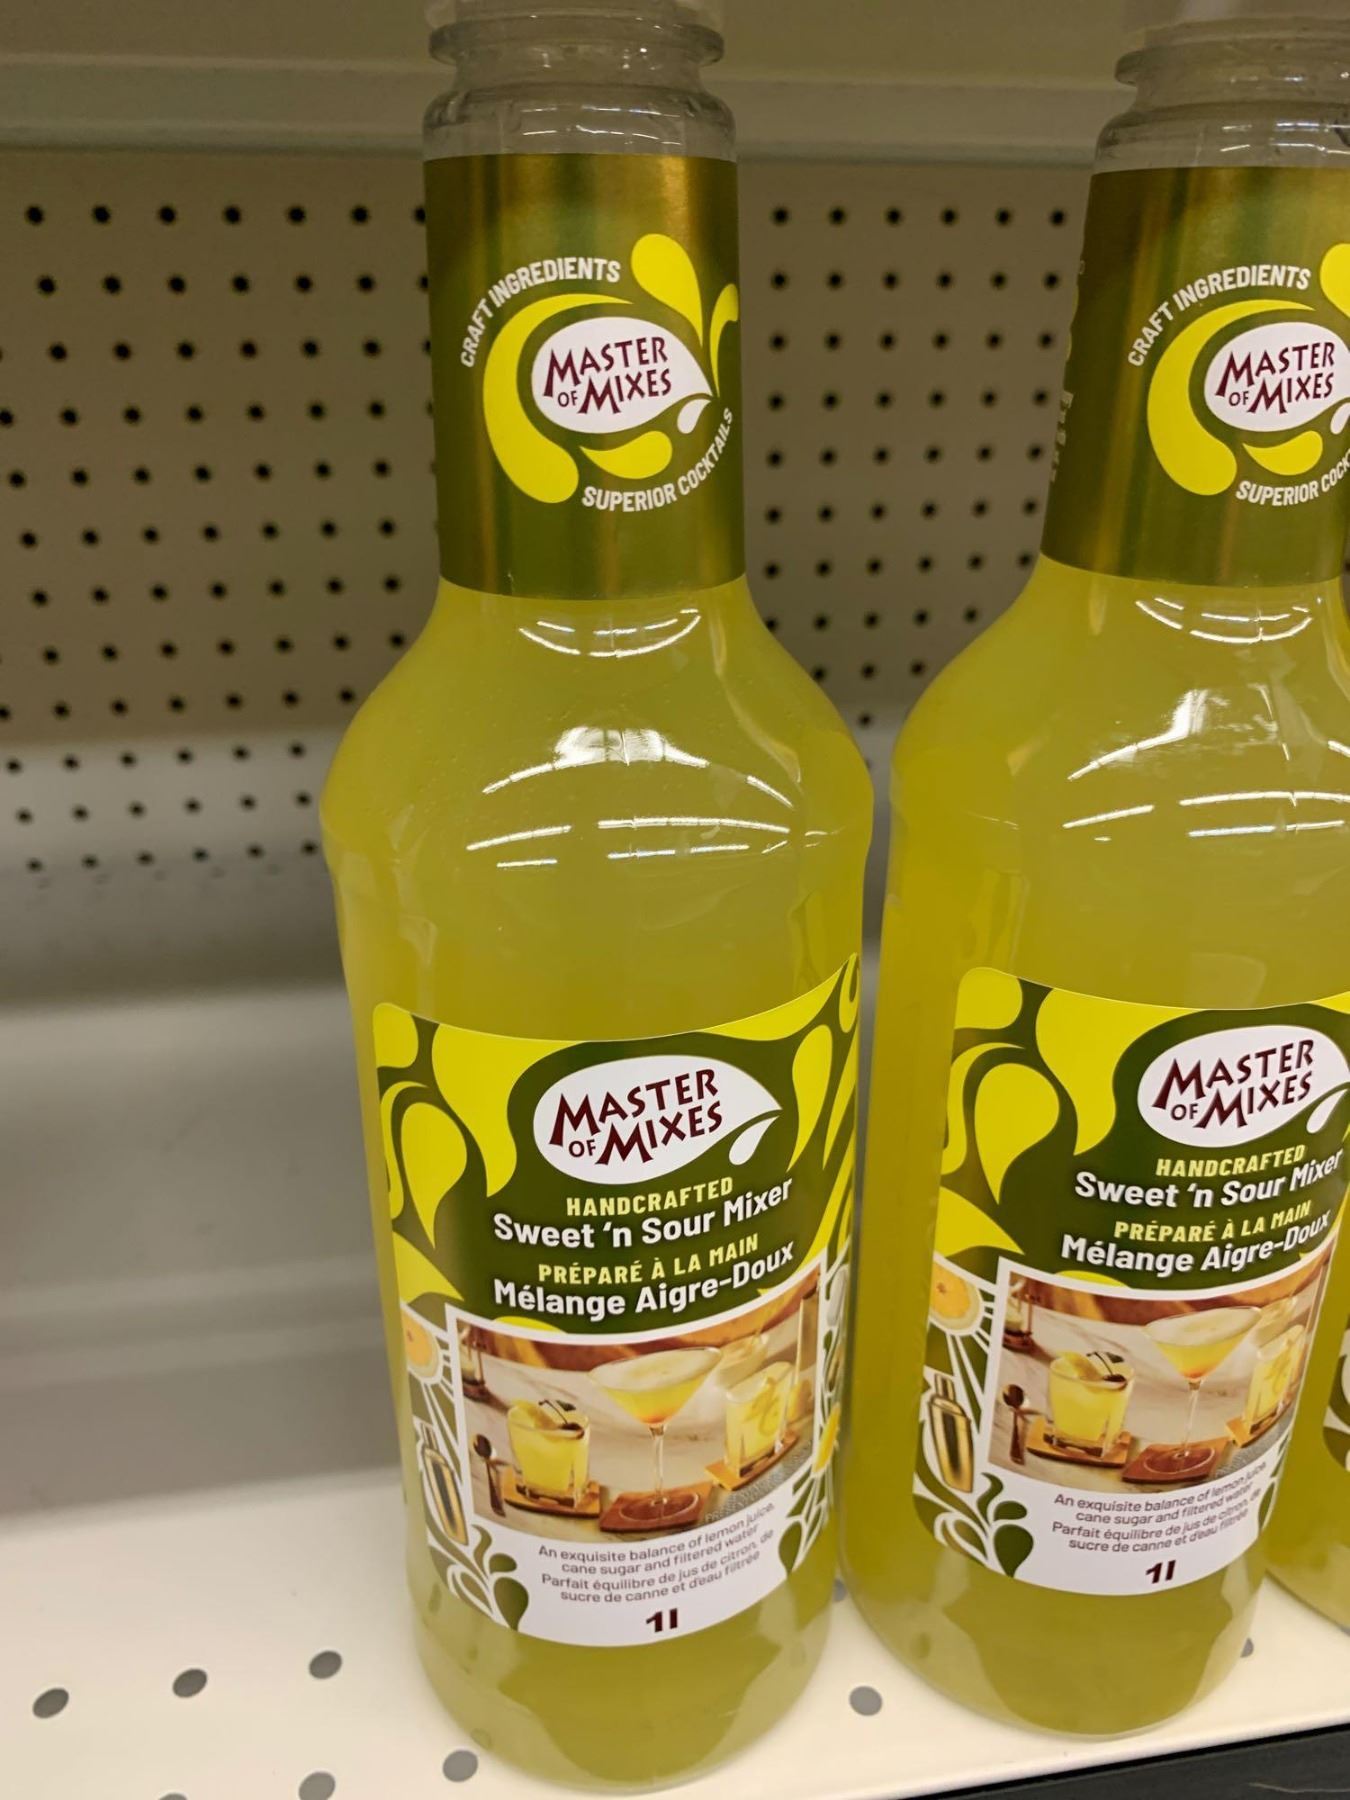 CRAFT INGREDIENTS
MASTER
OF MIXES
SUPERIOR COCKTAILS
MASTER
OF MIXES
HANDCRAFTED
Sweet ‘n Sour Mixer
PRÉPARÉ À LA MAIN
Mélange Aigre-Doux
An exquisite balance of lemon juice,
cane sugar and filtered water
Parfait équilibre de jus de citron, de
sucre de canne et d'eau filtrée
1 l
CRAFT INGREDIENTS
MASTER
OF MIXES
SUPERIOR
MASTER
OF MIXES
HANDCRAFTED
Sweet ‘n Sour Mixer
PRÉPARÉ À LA MAIN
Mélange Aigre-Doux
An exquisite balance of lemon juice,
cane sugar and filtered water
Parfait équilibre de jus de citron, de
sucre de canne et d'eau filtrée
1 l